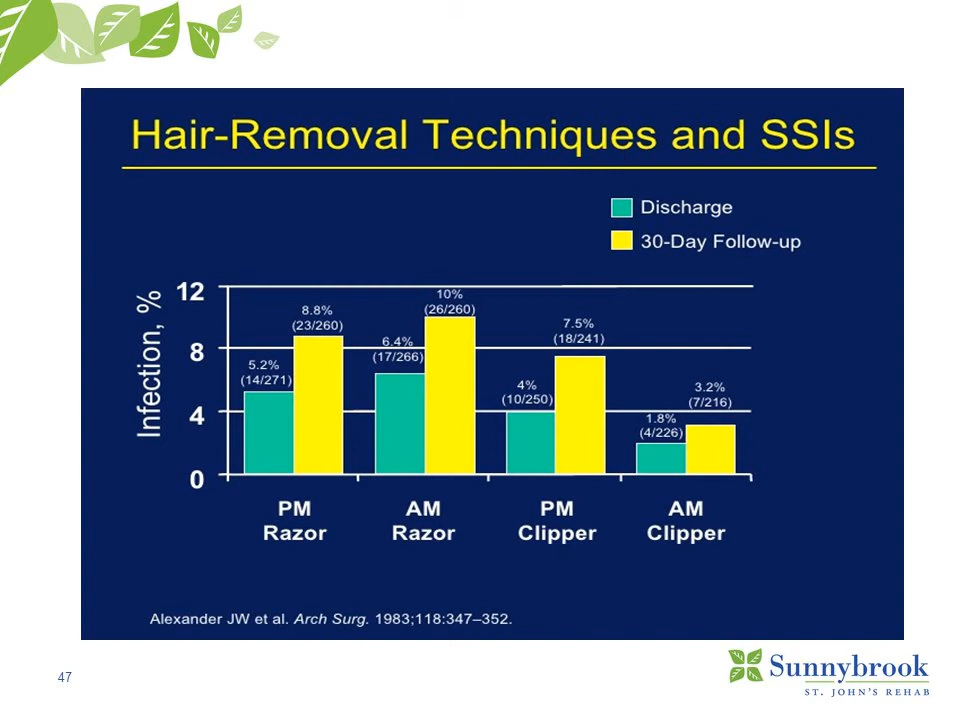 Hair-Removal Techniques and SSIs
Discharge
30-Day Follow-up
Infection, %
12
8
4
0
5.2%
(14/271)
8.8%
(23/260)
6.4%
(17/266)
10%
(26/260)
4%
(10/250)
7.5%
(18/241)
1.8%
(4/226)
3.2%
(7/216)
PM
Razor
AM
Razor
PM
Clipper
AM
Clipper
Alexander JW et al. Arch Surg. 1983;118:347–352.
47
Sunnybrook
ST. JOHN'S REHAB